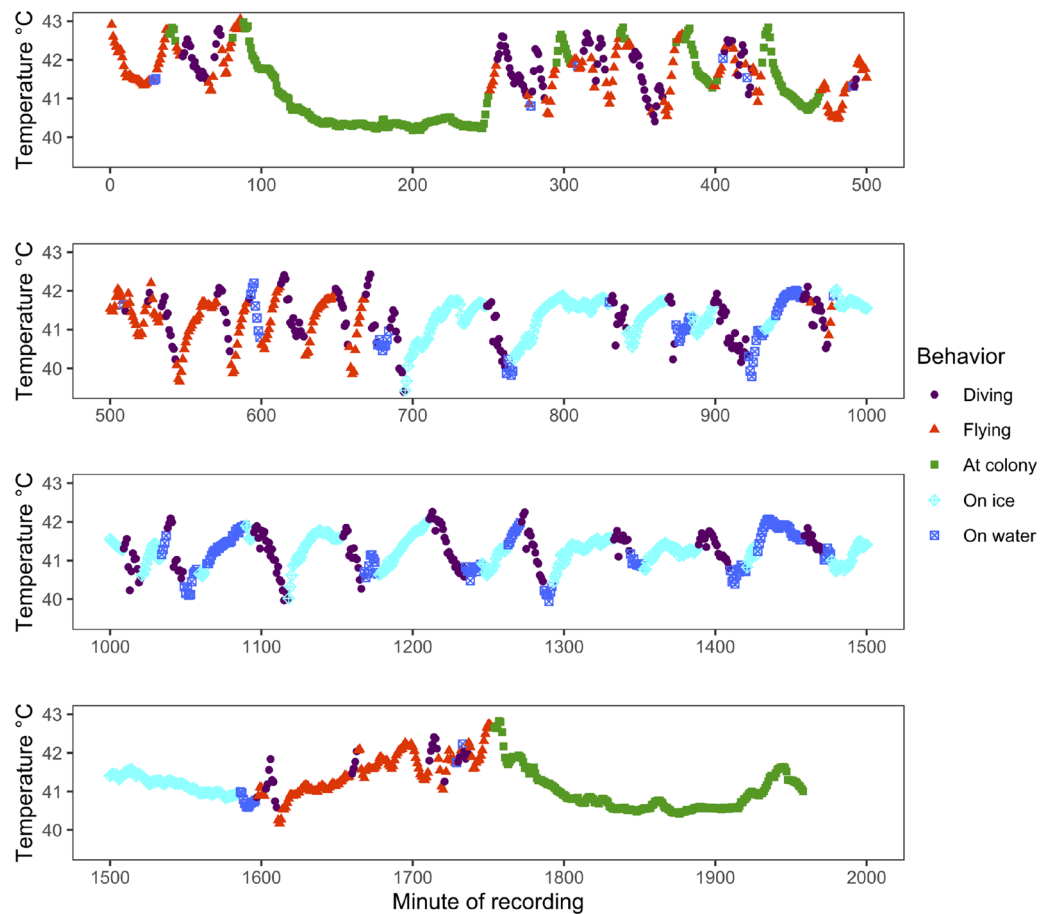 Temperature °C
43
42
41
40
0 100 200 300 400 500
Temperature °C
43
42
41
40
500 600 700 800 900 1000
Temperature °C
43
42
41
40
1000 1100 1200 1300 1400 1500
Temperature °C
43
42
41
40
1500 1600 1700 1800 1900 2000
Minute of recording
Behavior
Diving
Flying
At colony
On ice
On water